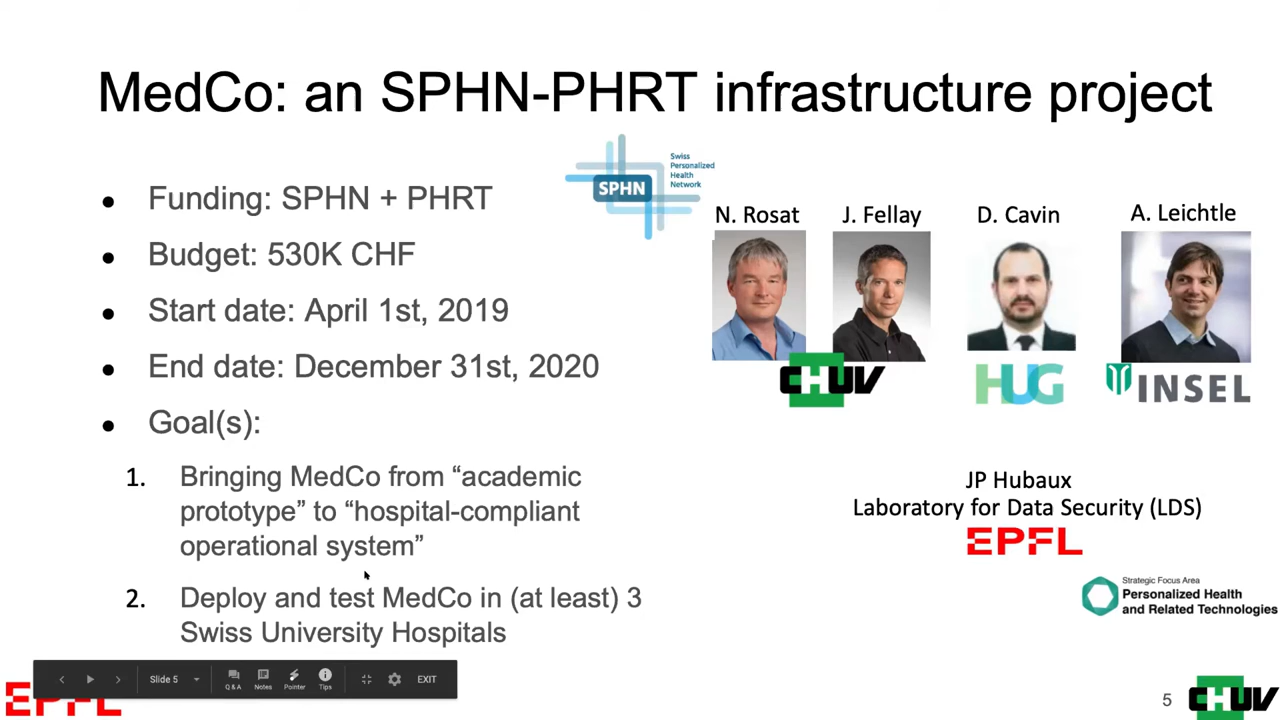 MedCo: an SPHN-PHRT infrastructure project
SPHN
Swiss
Personalized
Health
Network
• Funding: SPHN + PHRT
• Budget: 530K CHF
• Start date: April 1st, 2019
• End date: December 31st, 2020
• Goal(s):
1. Bringing MedCo from “academic
prototype” to “hospital-compliant
operational system”
2. Deploy and test MedCo in (at least) 3
Swiss University Hospitals
N. Rosat
J. Fellay
D. Cavin
A. Leichtle
CHUV
HUG
INSEL
JP Hubaux
Laboratory for Data Security (LDS)
EPFL
Strategic Focus Area
Personalized Health
and Related Technologies
Slide 5
Q & A
Notes
Pointer
Tips
EXIT
EPFL
5
CHUV